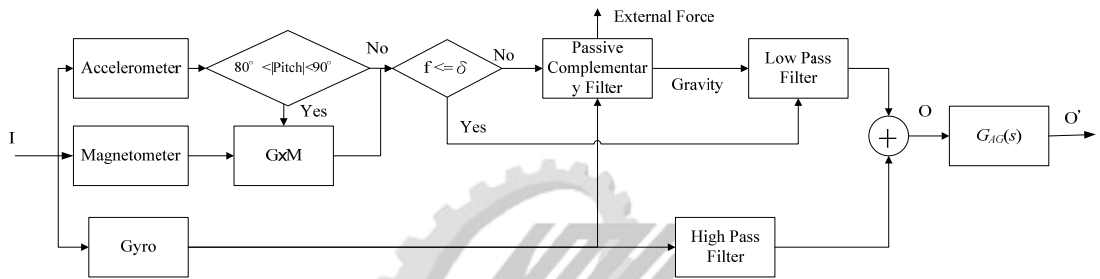 External Force
Accelerometer
80° <|Pitch|<90°
No
f <= δ
No
Passive
Complementar
y Filter
Gravity
Low Pass
Filter
Yes
Yes
I
Magnetometer
G×M
+
O
G_AG(s)
O'
Gyro
High Pass
Filter